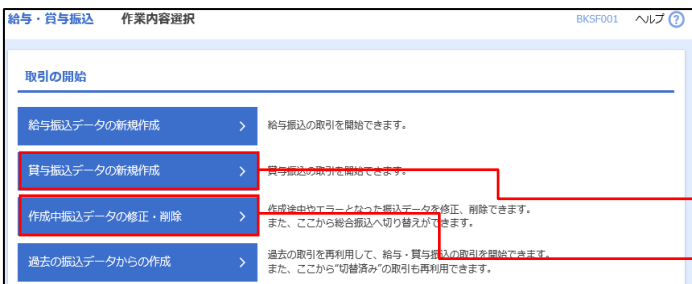 給与・賞与振込 作業内容選択 BKSF001 ヘルプ ?
取引の開始
給与振込データの新規作成 > 給与振込の取引を開始できます。
賞与振込データの新規作成 > 賞与振込の取引を開始できます。
作成中振込データの修正・削除 > 作成途中やエラーとなった振込データを修正、削除できます。
また、ここから総合振込へ切り替えができます。
過去の振込データからの作成 > 過去の取引を再利用して、給与・賞与振込の取引を開始できます。
また、ここから"切替済み"の取引も再利用できます。